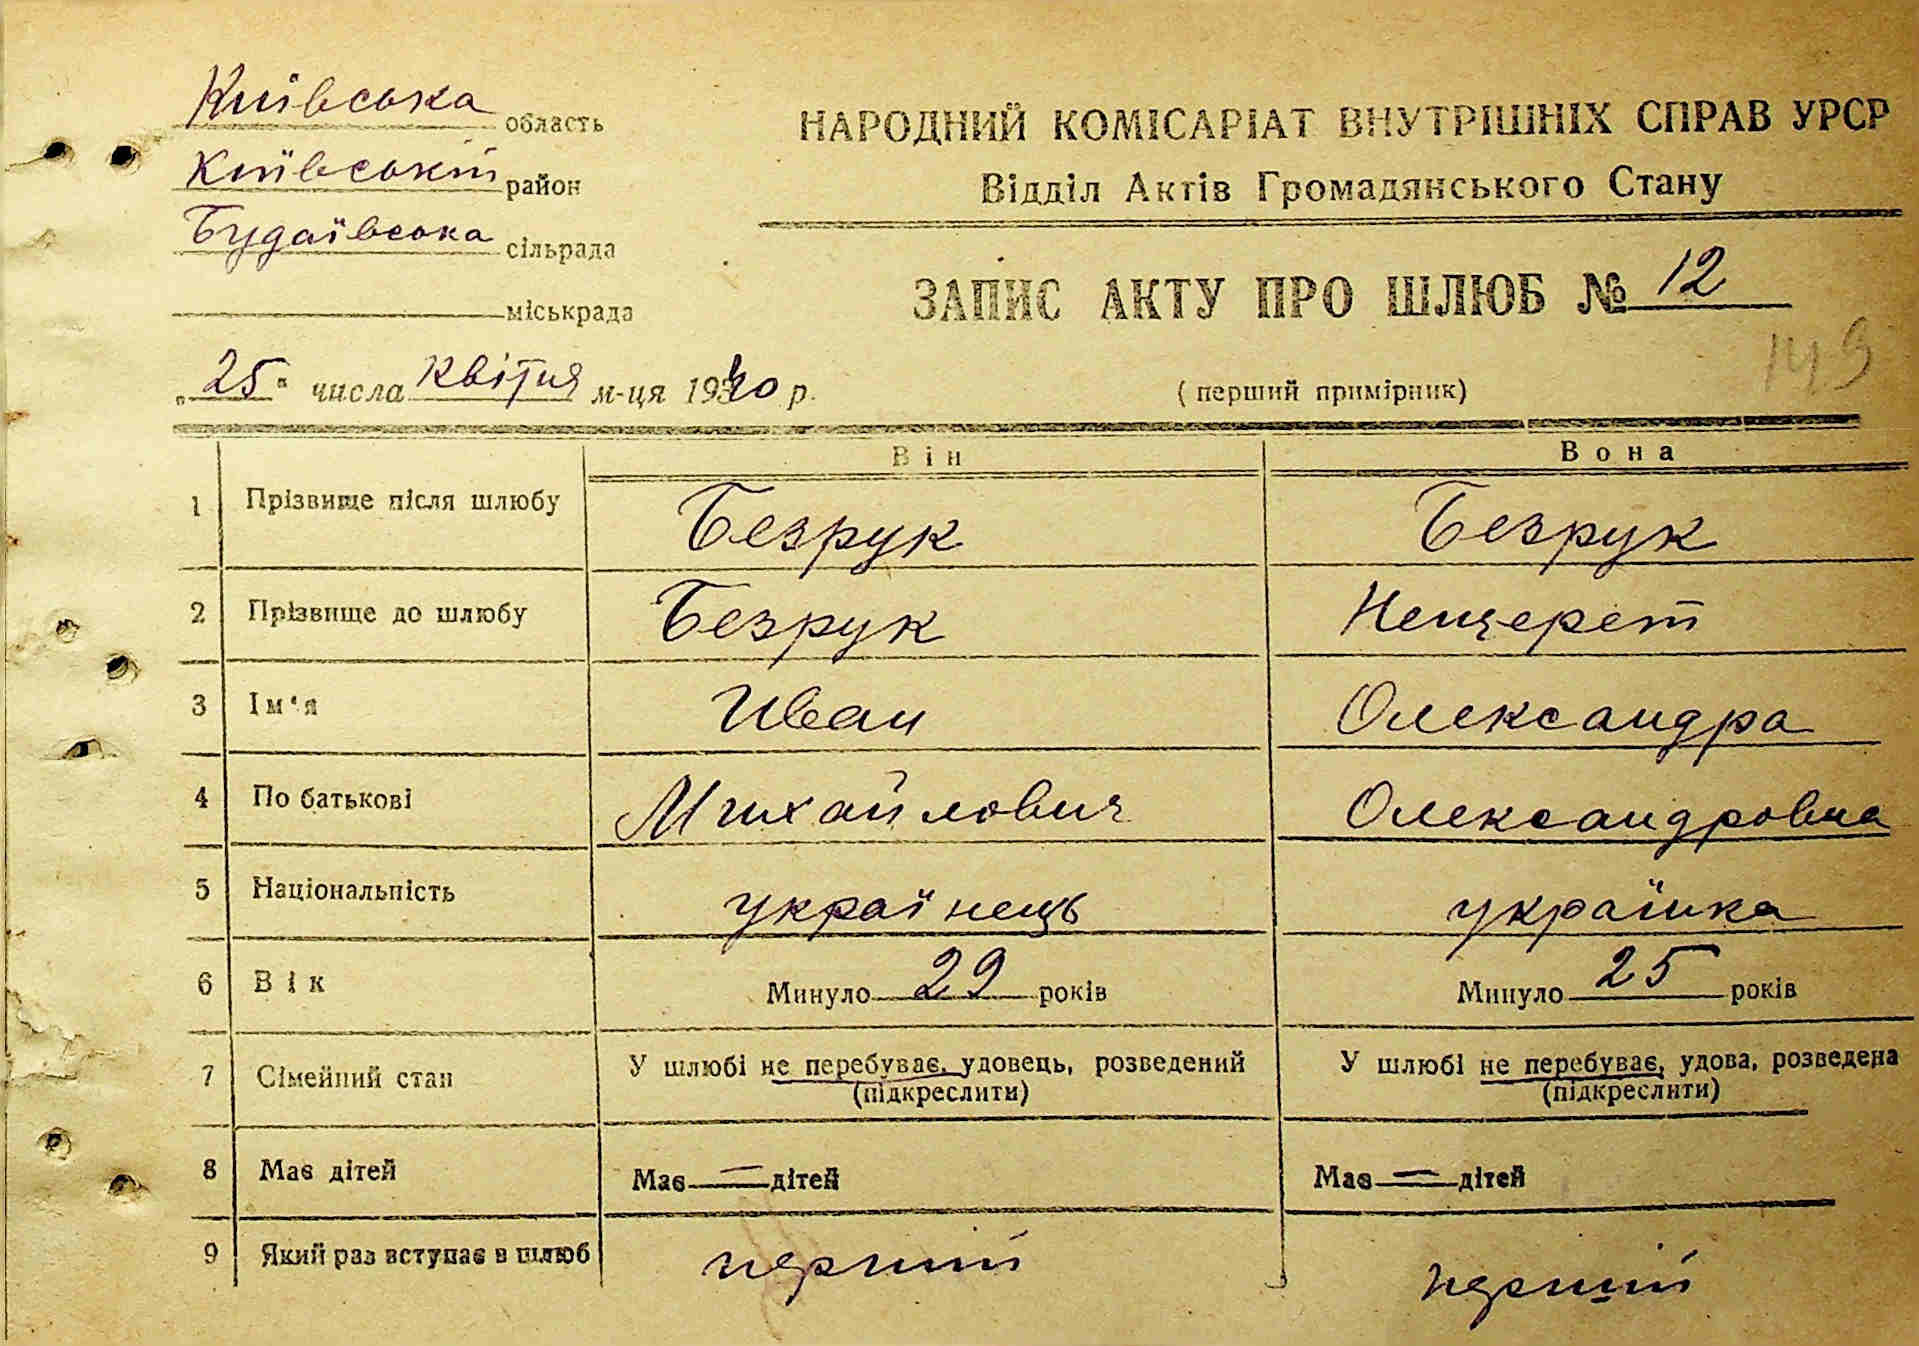 Київська область
Київський район
Будаївська сільрада
міськрада
НАРОДНИЙ КОМІСАРІАТ ВНУТРІШНІХ СПРАВ УРСР
Відділ Актів Громадянського Стану
ЗАПИС АКТУ ПРО ШЛЮБ № 12
149
„25" числа квітня м-ця 1940 р.
(перший примірник)
Він Вона
1 Прізвище після шлюбу Безрук Безрук
2 Прізвище до шлюбу Безрук Нещерет
3 Ім'я Иван Олександра
4 По батькові Михайлович Олександровна
5 Національність українець українка
6 Вік Минуло 29 років Минуло 25 років
7 Сімейний стан У шлюбі не перебуває, удовець, розведений У шлюбі не перебуває, удова, розведена
(підкреслити) (підкреслити)
8 Має дітей Має — дітей Має — дітей
9 Який раз вступає в шлюб перший перший